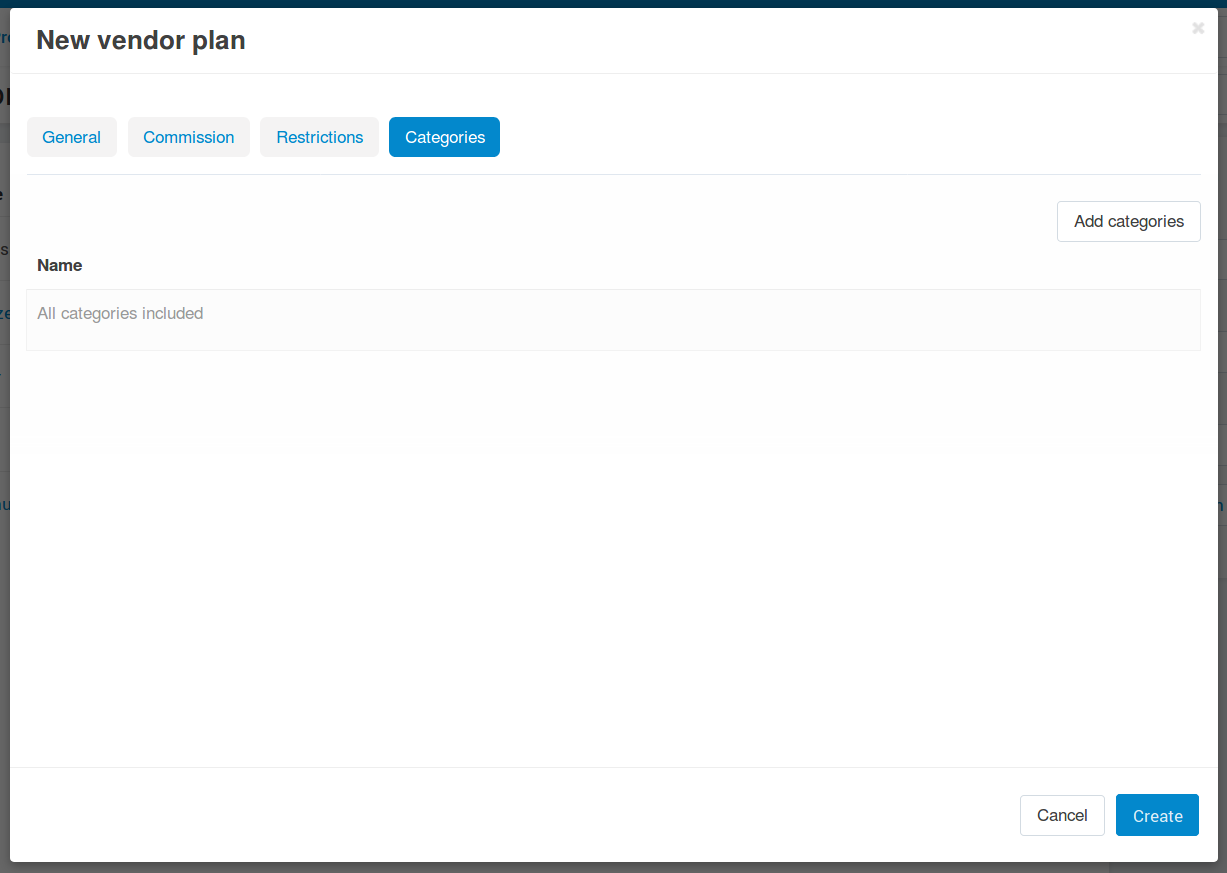 New vendor plan
General
Commission
Restrictions
Categories
Add categories
Name
All categories included
Cancel
Create